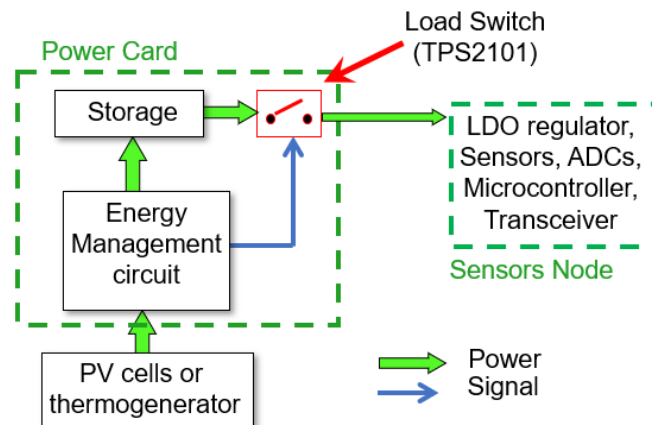 Load Switch
(TPS2101)
Power Card
Storage
LDO regulator,
Sensors, ADCs,
Microcontroller,
Transceiver
Energy
Management
circuit
Sensors Node
PV cells or
thermogenerator
Power
Signal